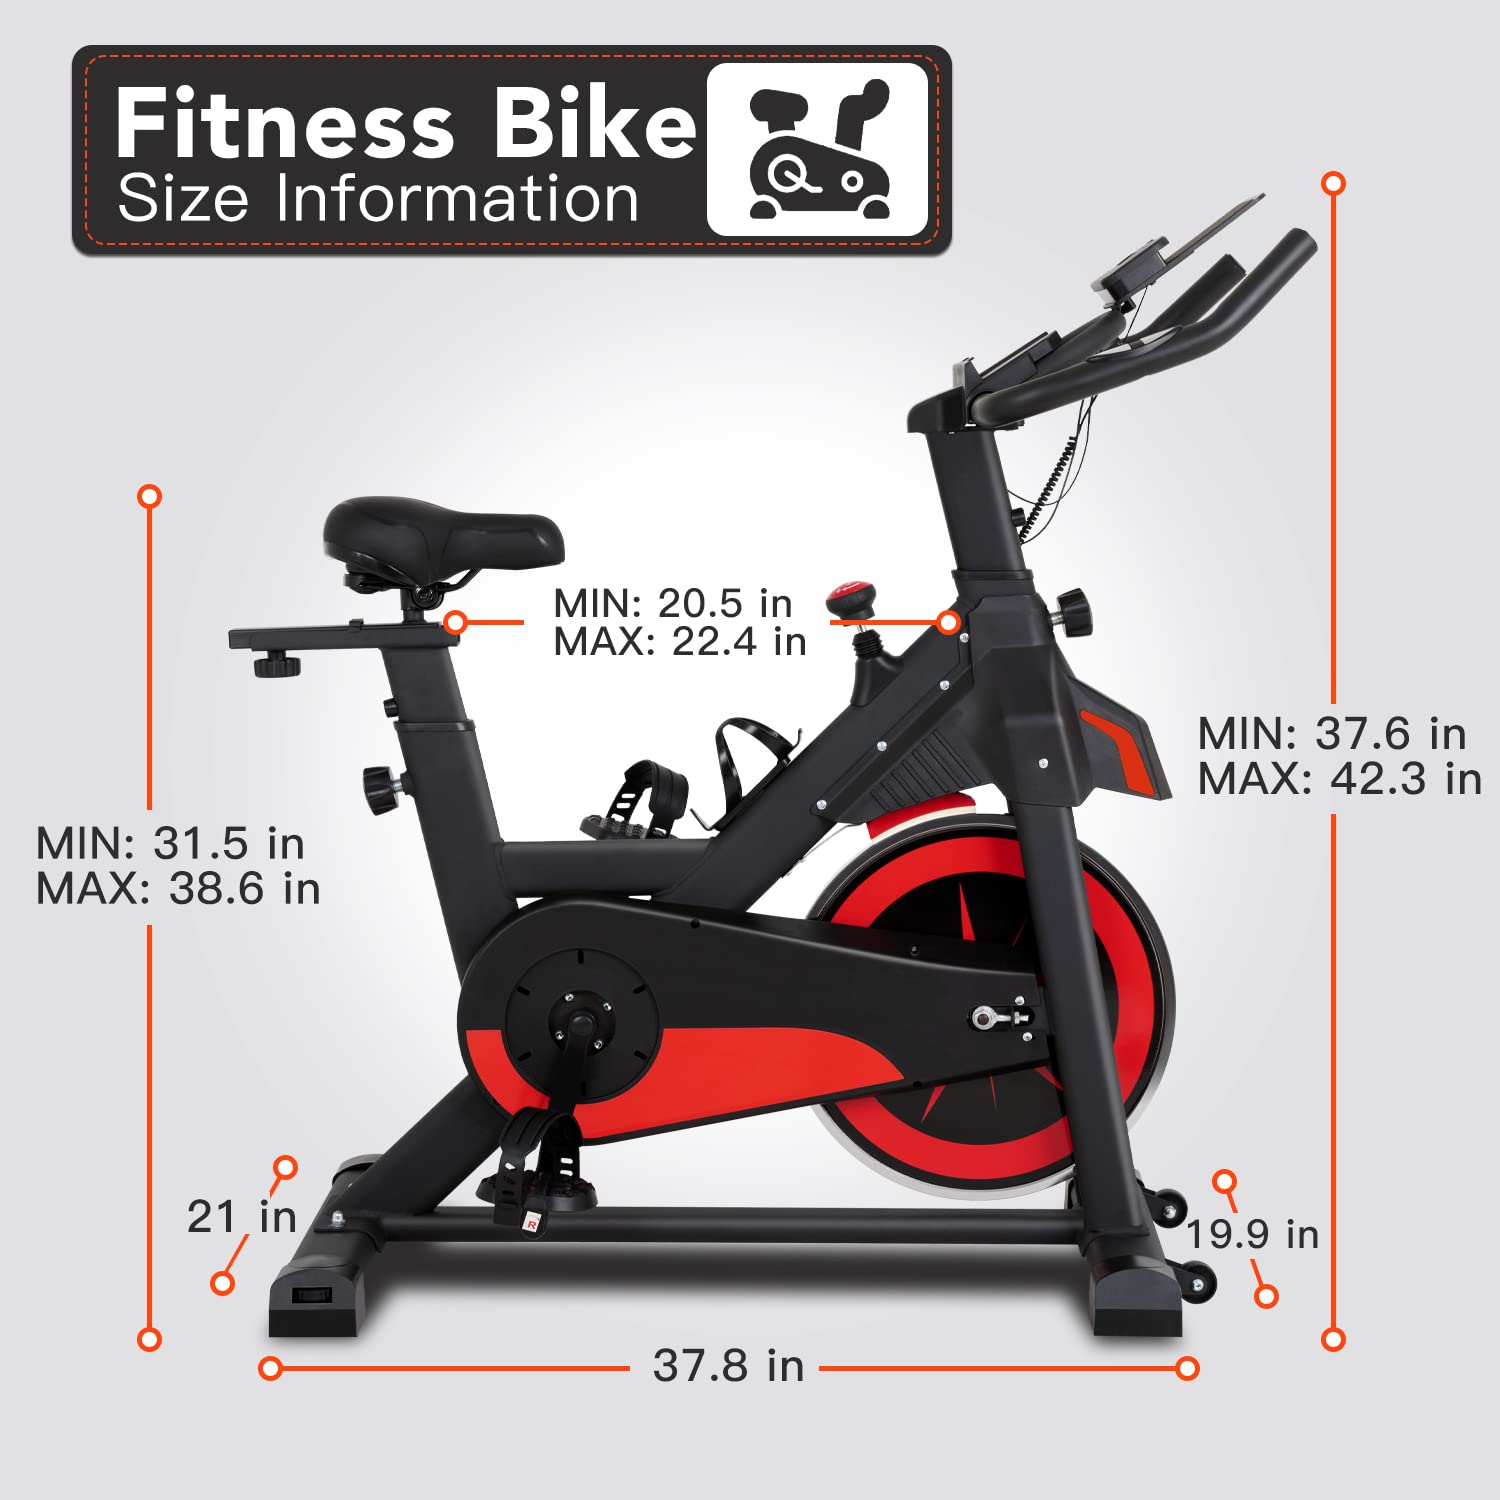 Fitness Bike
Size Information
MIN: 20.5 in
MAX: 22.4 in
MIN: 37.6 in
MAX: 42.3 in
MIN: 31.5 in
MAX: 38.6 in
21 in
19.9 in
R
37.8 in